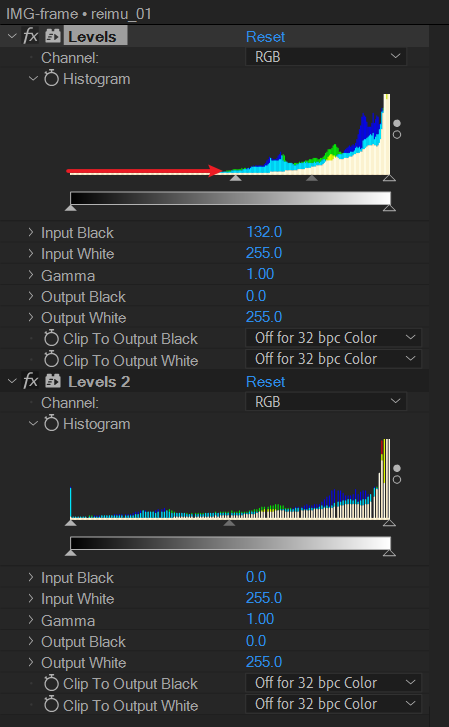 IMG-frame • reimu_01
fx Levels Reset
Channel: RGB
Histogram
Input Black 132.0
Input White 255.0
Gamma 1.00
Output Black 0.0
Output White 255.0
Clip To Output Black Off for 32 bpc Color
Clip To Output White Off for 32 bpc Color
fx Levels 2 Reset
Channel: RGB
Histogram
Input Black 0.0
Input White 255.0
Gamma 1.00
Output Black 0.0
Output White 255.0
Clip To Output Black Off for 32 bpc Color
Clip To Output White Off for 32 bpc Color